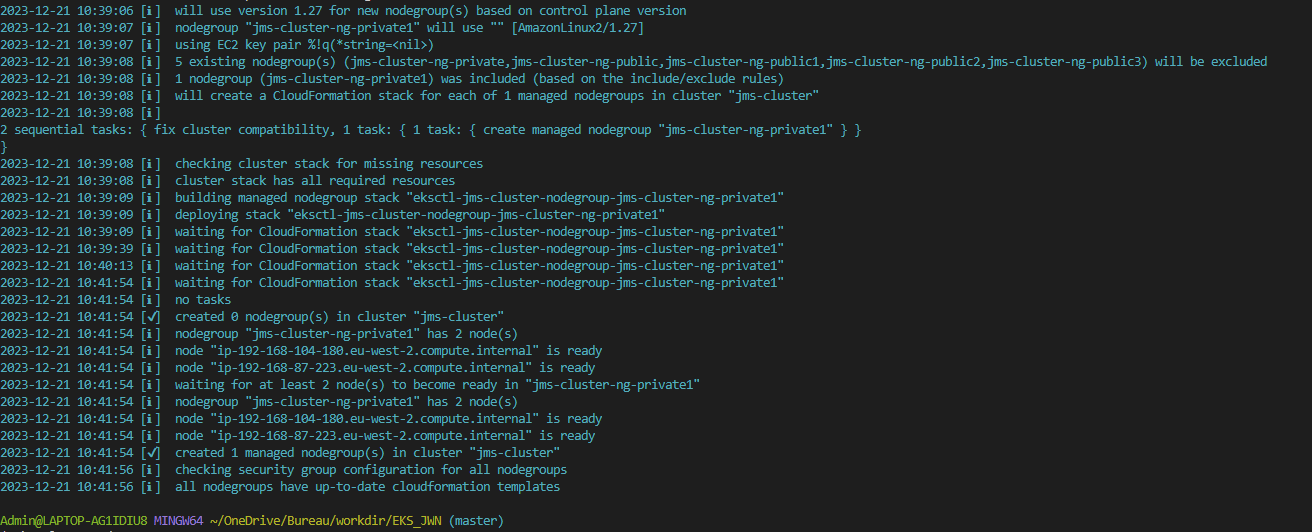 2023-12-21 10:39:06 [ℹ]  will use version 1.27 for new nodegroup(s) based on control plane version
2023-12-21 10:39:07 [ℹ]  nodegroup "jms-cluster-ng-private1" will use "" [AmazonLinux2/1.27]
2023-12-21 10:39:07 [ℹ]  using EC2 key pair %!q(*string=<nil>)
2023-12-21 10:39:08 [ℹ]  5 existing nodegroup(s) (jms-cluster-ng-private,jms-cluster-ng-public,jms-cluster-ng-public1,jms-cluster-ng-public2,jms-cluster-ng-public3) will be excluded
2023-12-21 10:39:08 [ℹ]  1 nodegroup (jms-cluster-ng-private1) was included (based on the include/exclude rules)
2023-12-21 10:39:08 [ℹ]  will create a CloudFormation stack for each of 1 managed nodegroups in cluster "jms-cluster"
2023-12-21 10:39:08 [ℹ]
2 sequential tasks: { fix cluster compatibility, 1 task: { 1 task: { create managed nodegroup "jms-cluster-ng-private1" } }
}
2023-12-21 10:39:08 [ℹ]  checking cluster stack for missing resources
2023-12-21 10:39:08 [ℹ]  cluster stack has all required resources
2023-12-21 10:39:09 [ℹ]  building managed nodegroup stack "eksctl-jms-cluster-nodegroup-jms-cluster-ng-private1"
2023-12-21 10:39:09 [ℹ]  deploying stack "eksctl-jms-cluster-nodegroup-jms-cluster-ng-private1"
2023-12-21 10:39:09 [ℹ]  waiting for CloudFormation stack "eksctl-jms-cluster-nodegroup-jms-cluster-ng-private1"
2023-12-21 10:39:39 [ℹ]  waiting for CloudFormation stack "eksctl-jms-cluster-nodegroup-jms-cluster-ng-private1"
2023-12-21 10:40:13 [ℹ]  waiting for CloudFormation stack "eksctl-jms-cluster-nodegroup-jms-cluster-ng-private1"
2023-12-21 10:41:54 [ℹ]  waiting for CloudFormation stack "eksctl-jms-cluster-nodegroup-jms-cluster-ng-private1"
2023-12-21 10:41:54 [ℹ]  no tasks
2023-12-21 10:41:54 [✔]  created 0 nodegroup(s) in cluster "jms-cluster"
2023-12-21 10:41:54 [ℹ]  nodegroup "jms-cluster-ng-private1" has 2 node(s)
2023-12-21 10:41:54 [ℹ]  node "ip-192-168-104-180.eu-west-2.compute.internal" is ready
2023-12-21 10:41:54 [ℹ]  node "ip-192-168-87-223.eu-west-2.compute.internal" is ready
2023-12-21 10:41:54 [ℹ]  waiting for at least 2 node(s) to become ready in "jms-cluster-ng-private1"
2023-12-21 10:41:54 [ℹ]  nodegroup "jms-cluster-ng-private1" has 2 node(s)
2023-12-21 10:41:54 [ℹ]  node "ip-192-168-104-180.eu-west-2.compute.internal" is ready
2023-12-21 10:41:54 [ℹ]  node "ip-192-168-87-223.eu-west-2.compute.internal" is ready
2023-12-21 10:41:54 [✔]  created 1 managed nodegroup(s) in cluster "jms-cluster"
2023-12-21 10:41:56 [ℹ]  checking security group configuration for all nodegroups
2023-12-21 10:41:56 [ℹ]  all nodegroups have up-to-date cloudformation templates
Admin@LAPTOP-AG1IDIU8 MINGW64 ~/OneDrive/Bureau/workdir/EKS_JWN (master)